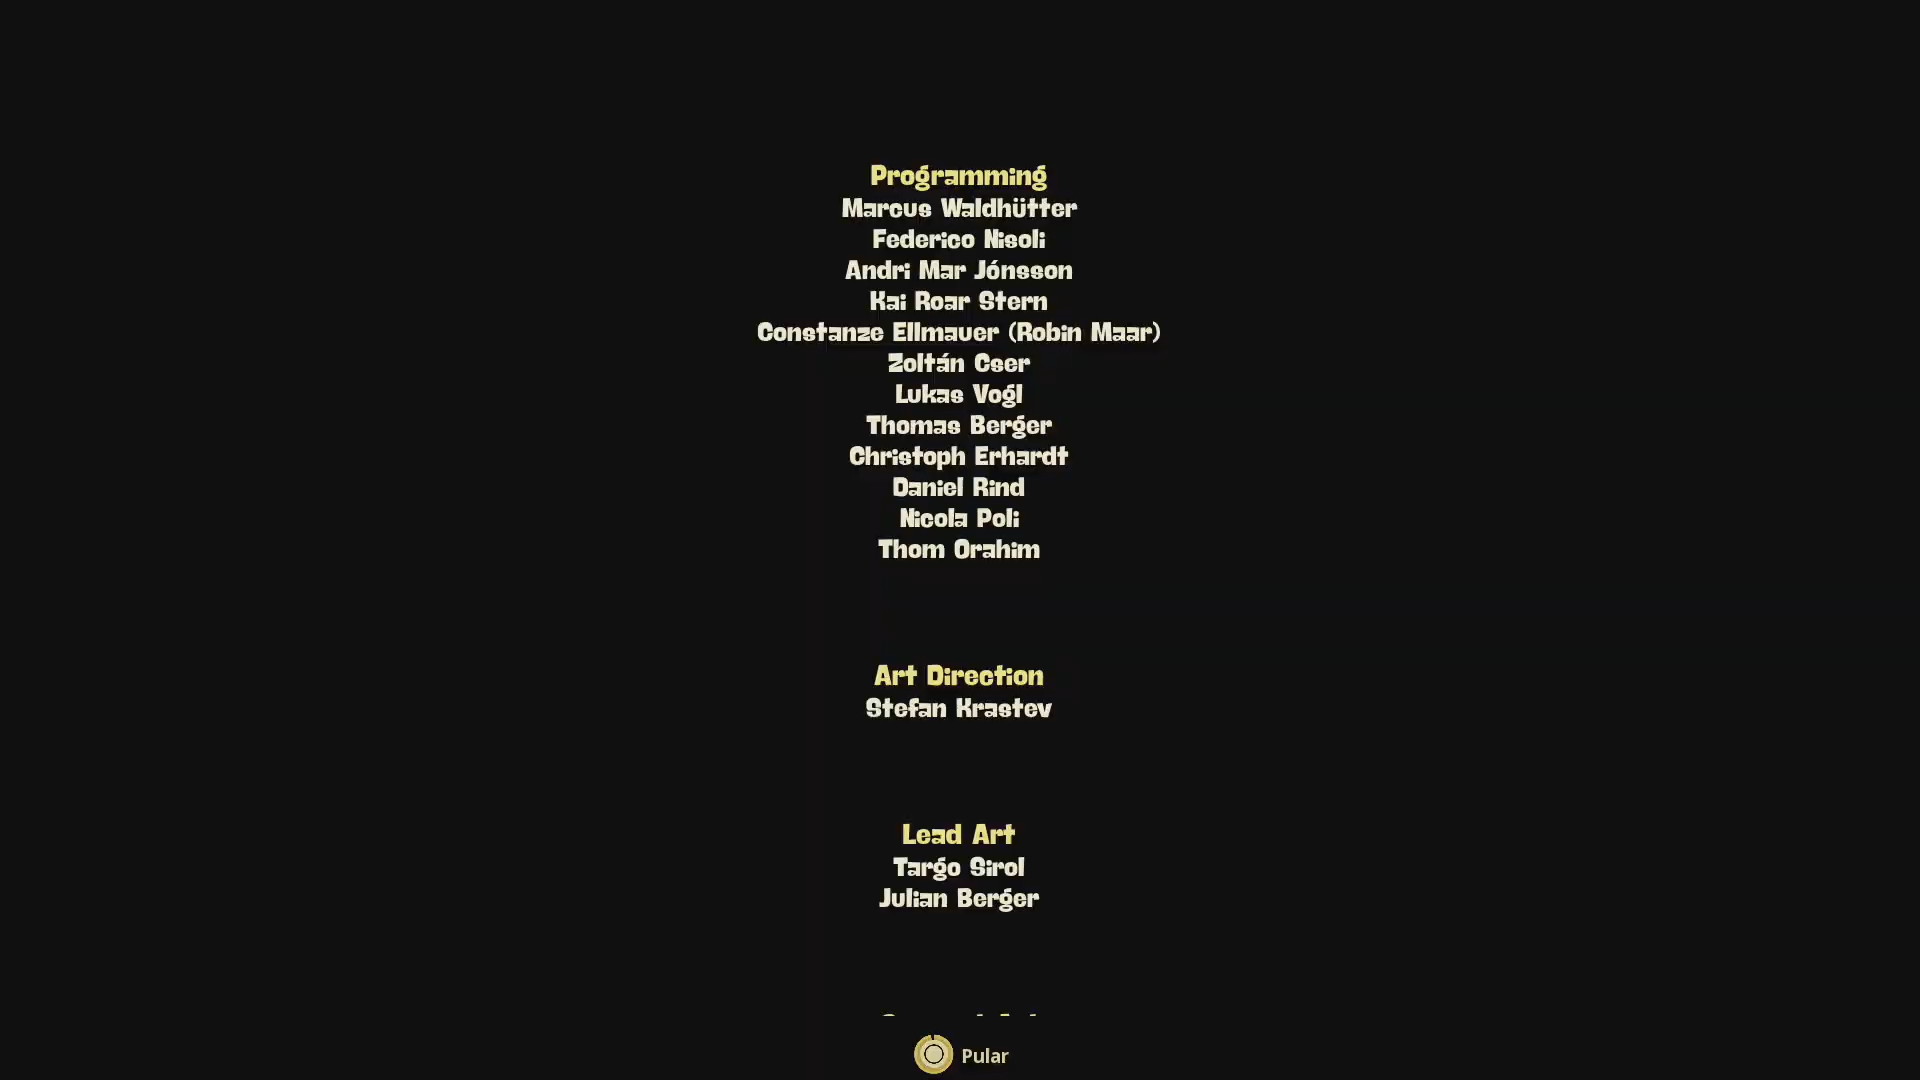 Programming
Marcus Waldhütter
Federico Nisoli
Andri Mar Jónsson
Kai Roar Stern
Constanze Ellmauer (Robin Maar)
Zoltán Cser
Lukas Vogl
Thomas Berger
Christoph Erhardt
Daniel Rind
Nicola Poli
Thom Orahim
Art Direction
Stefan Krastev
Lead Art
Targo Sirol
Julian Berger
Pular